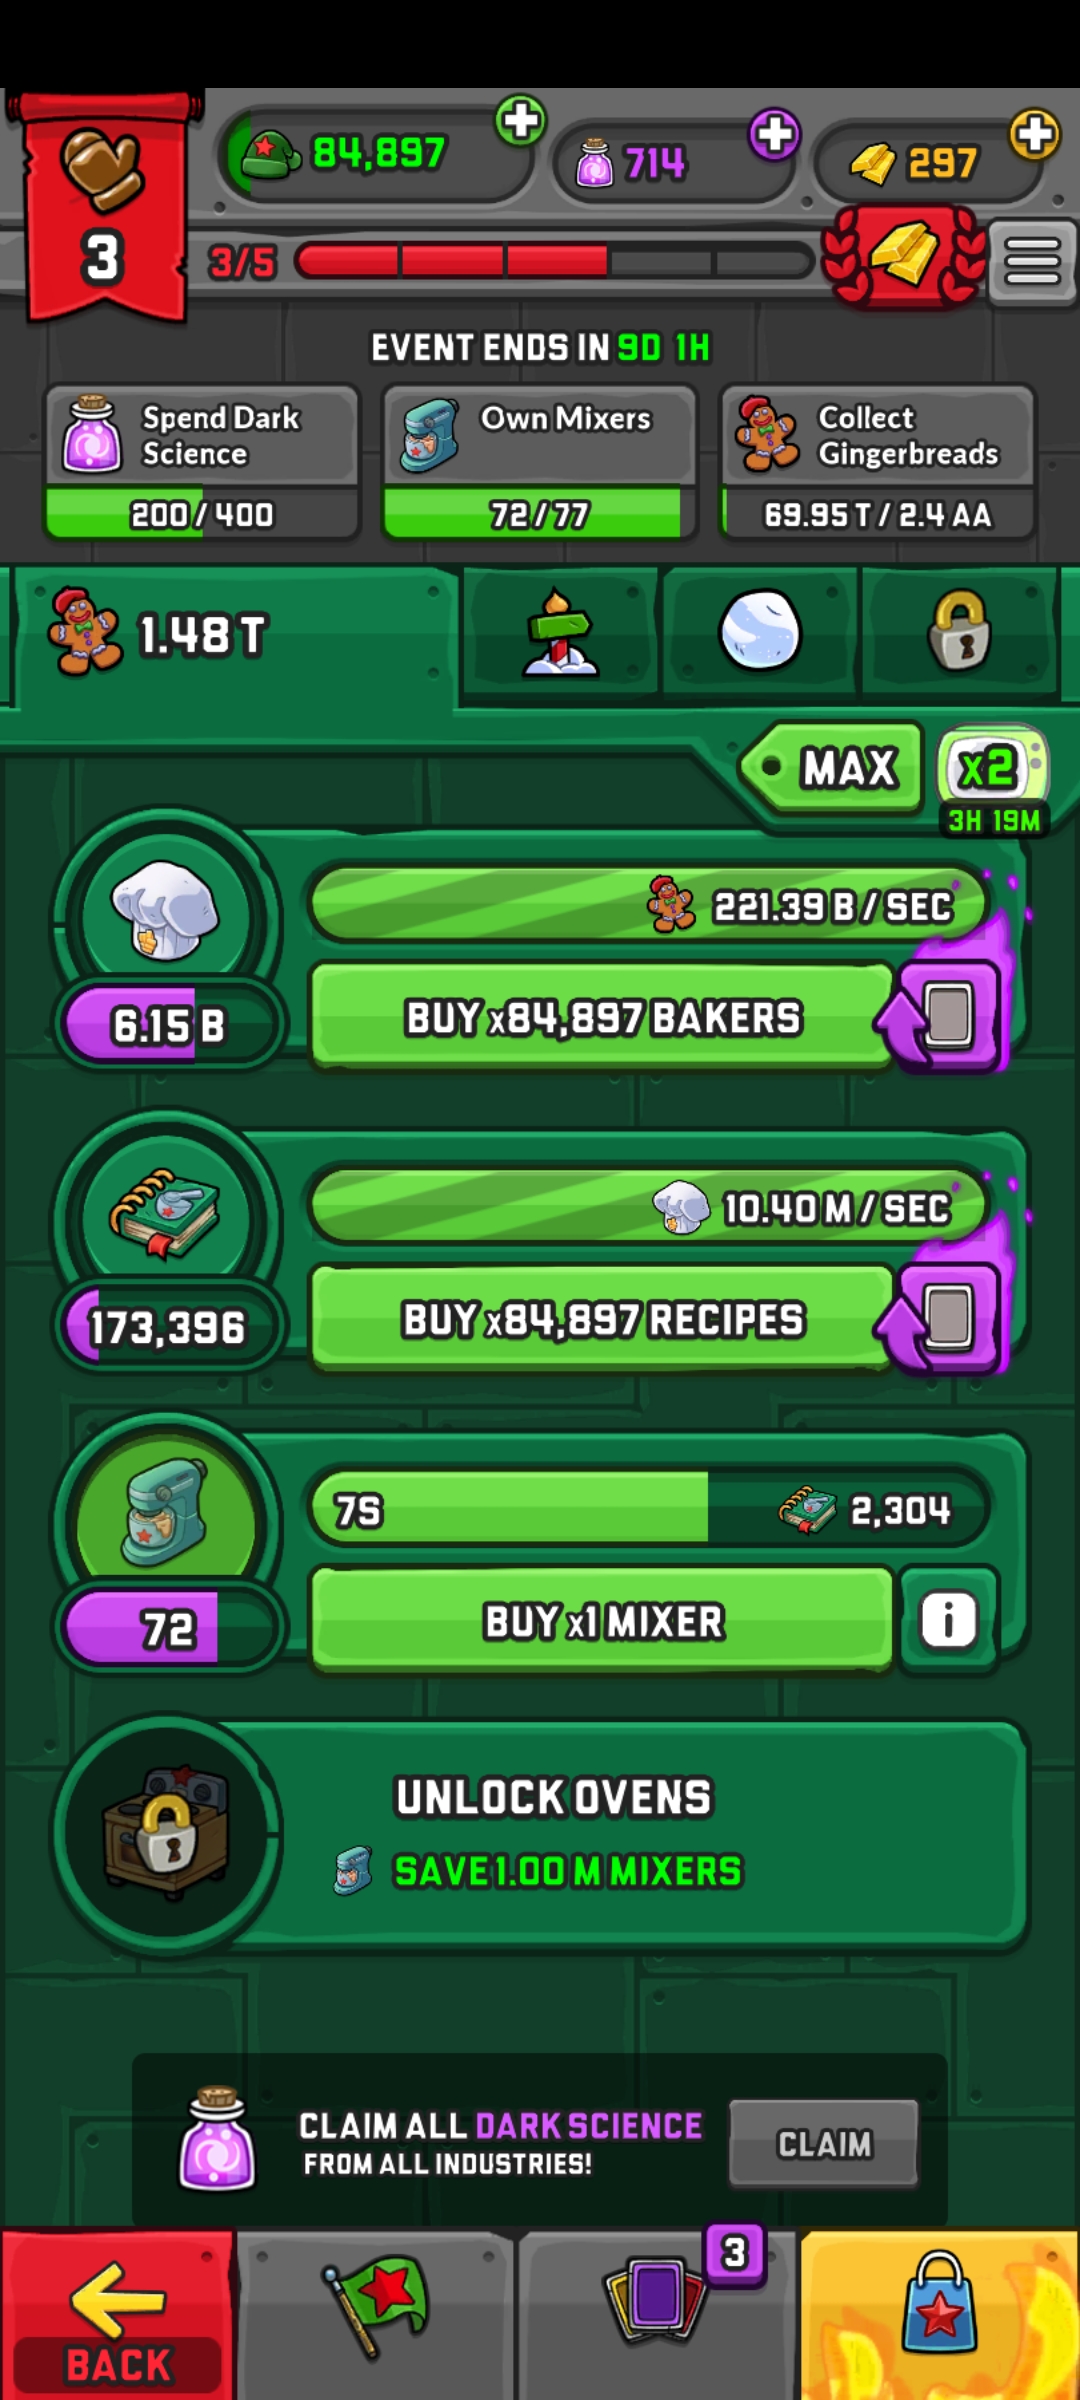 84,897
714
297
3
3/5
EVENT ENDS IN 9D 1H
Spend Dark Science
200/400
Own Mixers
72/77
Collect Gingerbreads
69.95 T / 2.4 AA
1.48 T
MAX
x2
3H 19M
221.39 B / SEC
6.15 B
BUY x84,897 BAKERS
10.40 M / SEC
173,396
BUY x84,897 RECIPES
7S
2,304
72
BUY x1 MIXER
i
UNLOCK OVENS
SAVE 1.00 M MIXERS
CLAIM ALL DARK SCIENCE
FROM ALL INDUSTRIES!
CLAIM
3
BACK